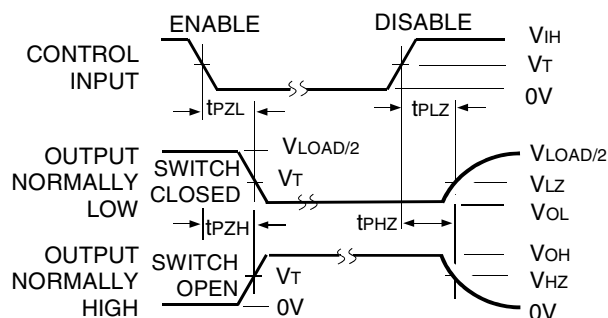 ENABLE
DISABLE
CONTROL
INPUT
VIH
VT
0V
tPZL
tPLZ
OUTPUT
NORMALLY
LOW
SWITCH
CLOSED
VLOAD/2
VT
VLOAD/2
VLZ
VOL
tPZH
tPHZ
OUTPUT
NORMALLY
HIGH
SWITCH
OPEN
VT
0V
VOH
VHZ
0V